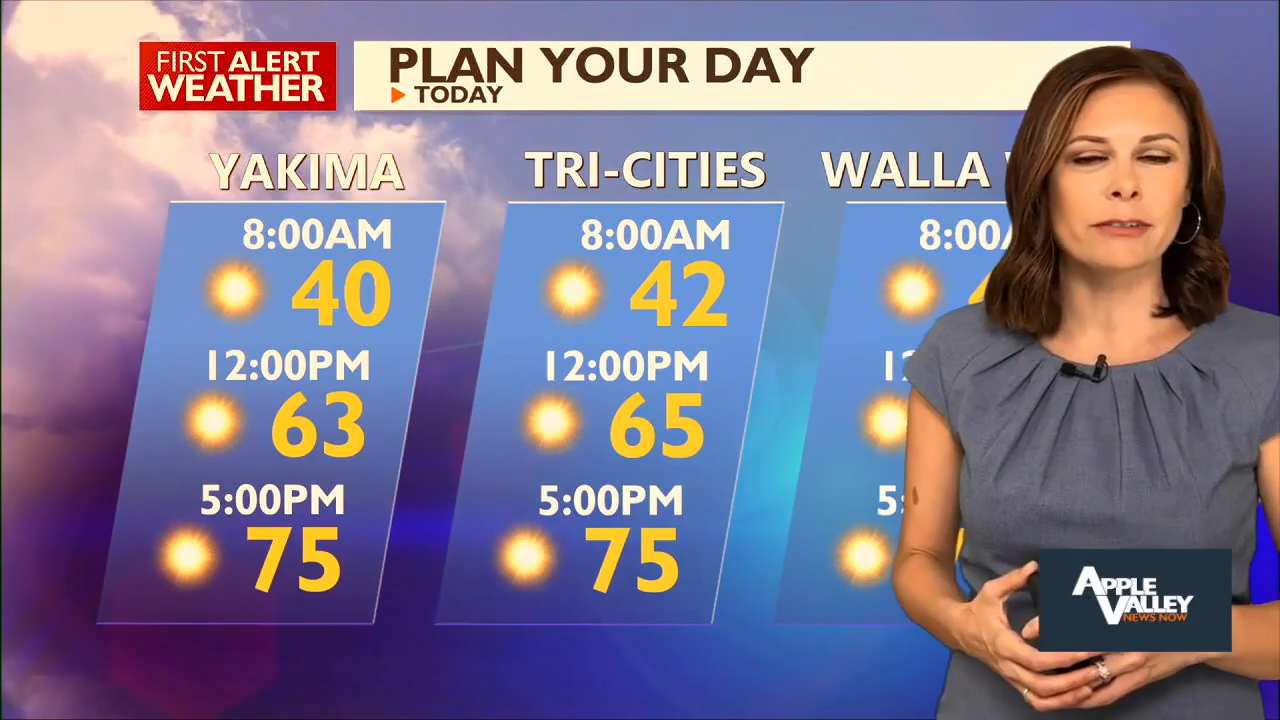 FIRST ALERT
WEATHER
PLAN YOUR DAY
TODAY
YAKIMA
8:00AM
40
12:00PM
63
5:00PM
75
TRI-CITIES
8:00AM
42
12:00PM
65
5:00PM
75
WALLA
APPLE
VALLEY
NEWS NOW